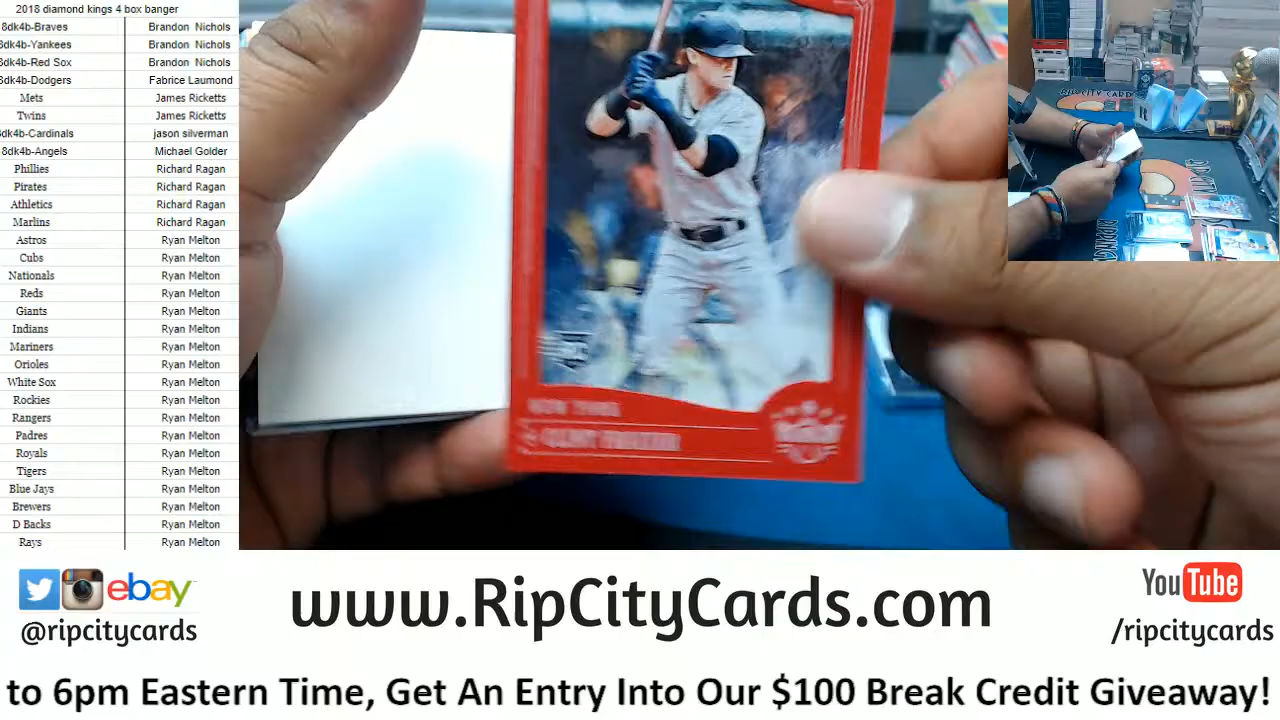 2018 diamond kings 4 box banger
8dk4b-Braves Brandon Nichols
8dk4b-Yankees Brandon Nichols
8dk4b-Red Sox Brandon Nichols
8dk4b-Dodgers Fabrice Laumond
Mets James Ricketts
Twins James Ricketts
8dk4b-Cardinals jason silverman
8dk4b-Angels Michael Golder
Phillies Richard Ragan
Pirates Richard Ragan
Athletics Richard Ragan
Marlins Richard Ragan
Astros Ryan Melton
Cubs Ryan Melton
Nationals Ryan Melton
Reds Ryan Melton
Giants Ryan Melton
Indians Ryan Melton
Mariners Ryan Melton
Orioles Ryan Melton
White Sox Ryan Melton
Rockies Ryan Melton
Rangers Ryan Melton
Padres Ryan Melton
Royals Ryan Melton
Tigers Ryan Melton
Blue Jays Ryan Melton
Brewers Ryan Melton
D Backs Ryan Melton
Rays Ryan Melton
RIPCITY CARDS
NEW YORK
CLINT FRAZIER
ebay
@ripcitycards
www.RipCityCards.com
YouTube
/ripcitycards
to 6pm Eastern Time, Get An Entry Into Our $100 Break Credit Giveaway!